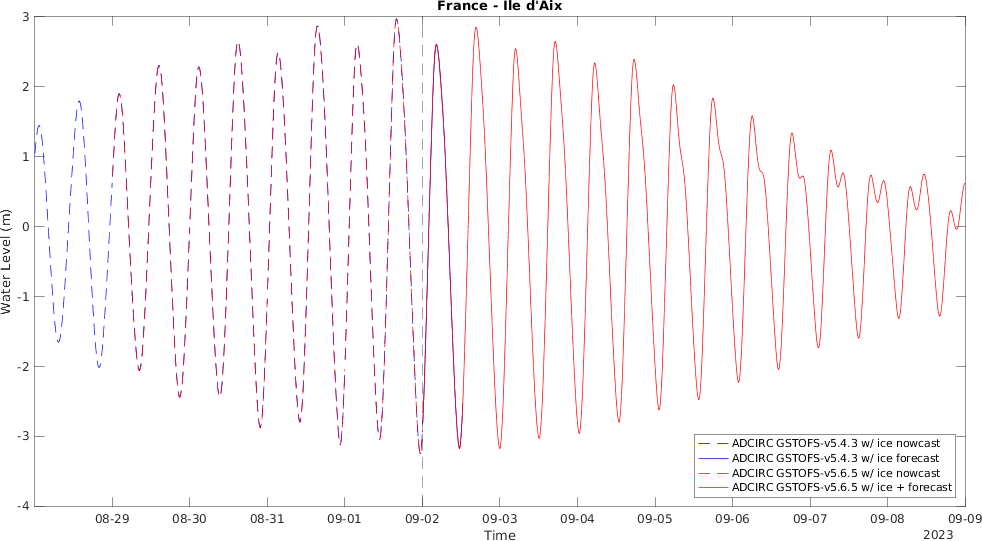 France - Ile d'Aix
3
2
1
0
-1
-2
-3
-4
Water Level (m)
08-29 08-30 08-31 09-01 09-02 09-03 09-04 09-05 09-06 09-07 09-08 09-09
Time
2023
ADCIRC GSTOFS-v5.4.3 w/ ice nowcast
ADCIRC GSTOFS-v5.4.3 w/ ice forecast
ADCIRC GSTOFS-v5.6.5 w/ ice nowcast
ADCIRC GSTOFS-v5.6.5 w/ ice + forecast